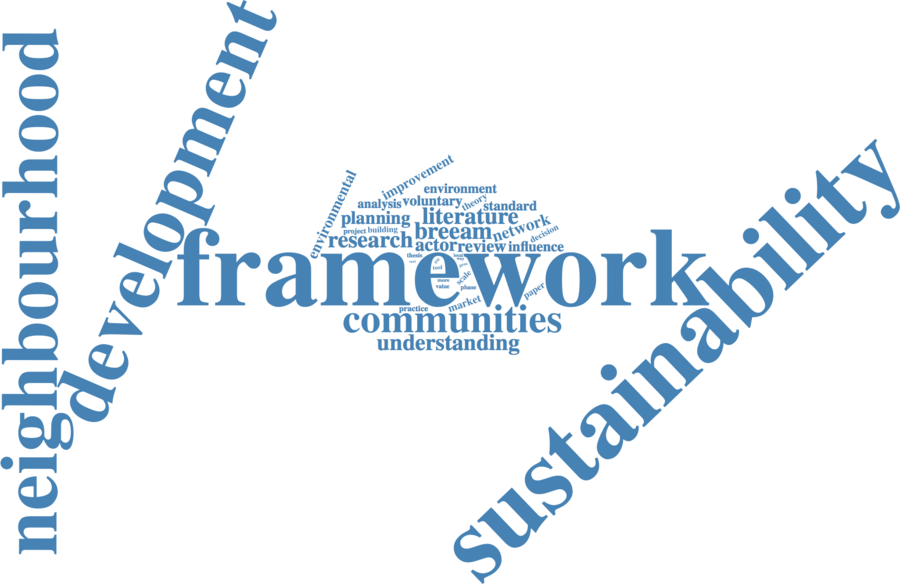 neighbourhood
development
sustainability
framework
improvement
environmental
environment
analysis
voluntary
theory
standard
planning
literature
project
building
breeam
network
decision
research
actor
review
influence
thesis
local
tool
scale
more
value
phase
paper
market
practice
communities
understanding